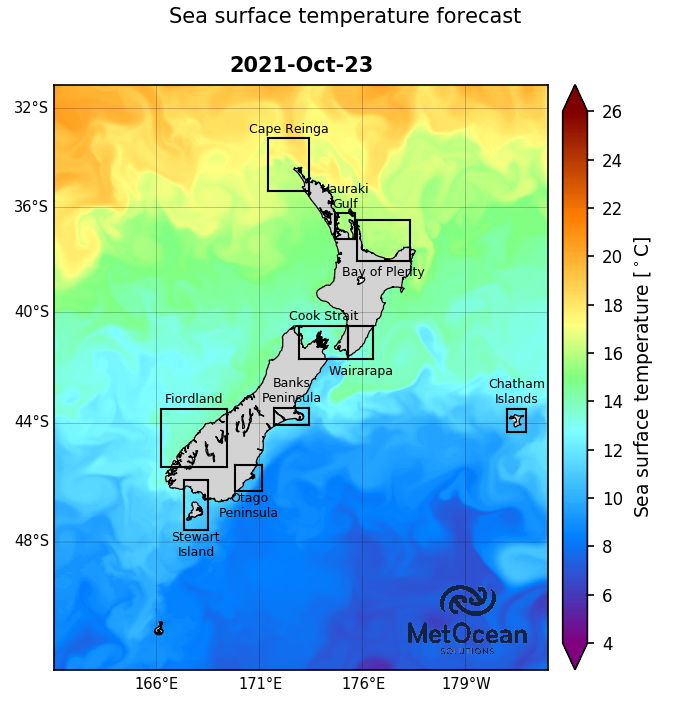 Sea surface temperature forecast
2021-Oct-23
32°S
36°S
40°S
44°S
48°S
Cape Reinga
Hauraki
Gulf
Bay of Plenty
Cook Strait
Wairarapa
Banks
Peninsula
Fiordland
Chatham
Islands
Otago
Peninsula
Stewart
Island
MetOcean
SOLUTIONS
166°E
171°E
176°E
179°W
26
24
22
20
18
16
14
12
10
8
6
4
Sea surface temperature [°C]